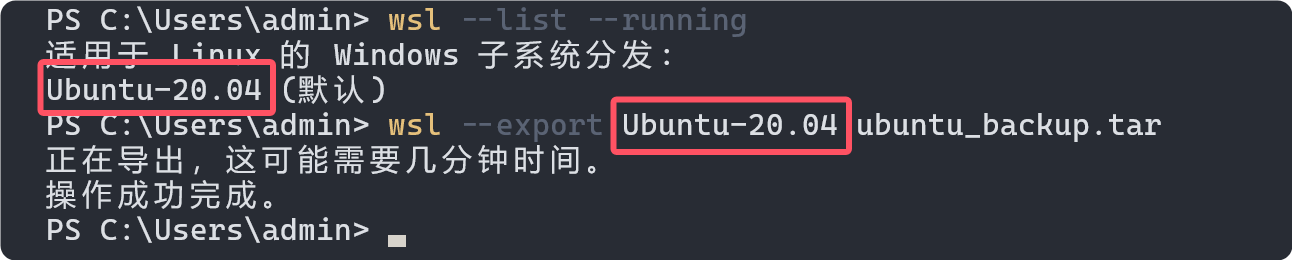 PS C:\Users\admin> wsl --list --running
适用于 Linux 的 Windows 子系统分发:
Ubuntu-20.04 (默认)
PS C:\Users\admin> wsl --export Ubuntu-20.04 ubuntu_backup.tar
正在导出，这可能需要几分钟时间。
操作成功完成。
PS C:\Users\admin>